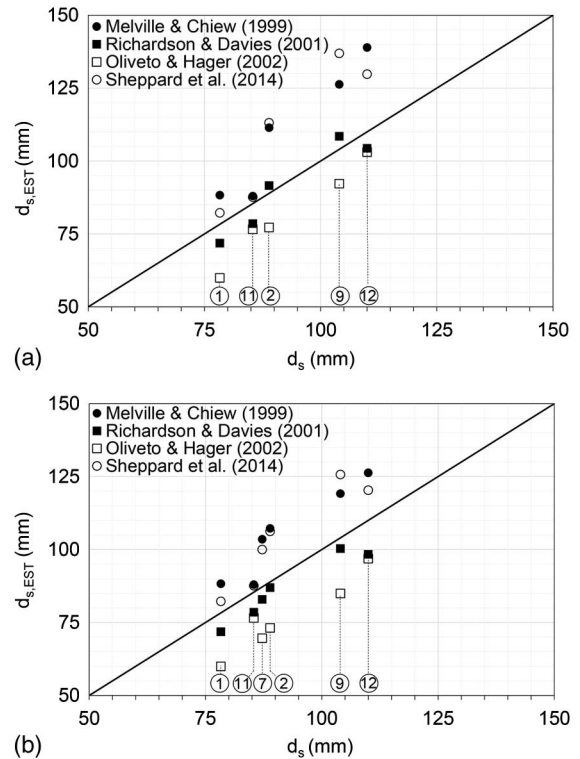 150
● Melville & Chiew (1999)
■ Richardson & Davies (2001)
□ Oliveto & Hager (2002)
○ Sheppard et al. (2014)
125
100
75
50
d_s,EST (mm)
1 11 2 9 12
50 75 100 125 150
(a) d_s (mm)
150
● Melville & Chiew (1999)
■ Richardson & Davies (2001)
□ Oliveto & Hager (2002)
○ Sheppard et al. (2014)
125
100
75
50
d_s,EST (mm)
1 11 7 2 9 12
50 75 100 125 150
(b) d_s (mm)